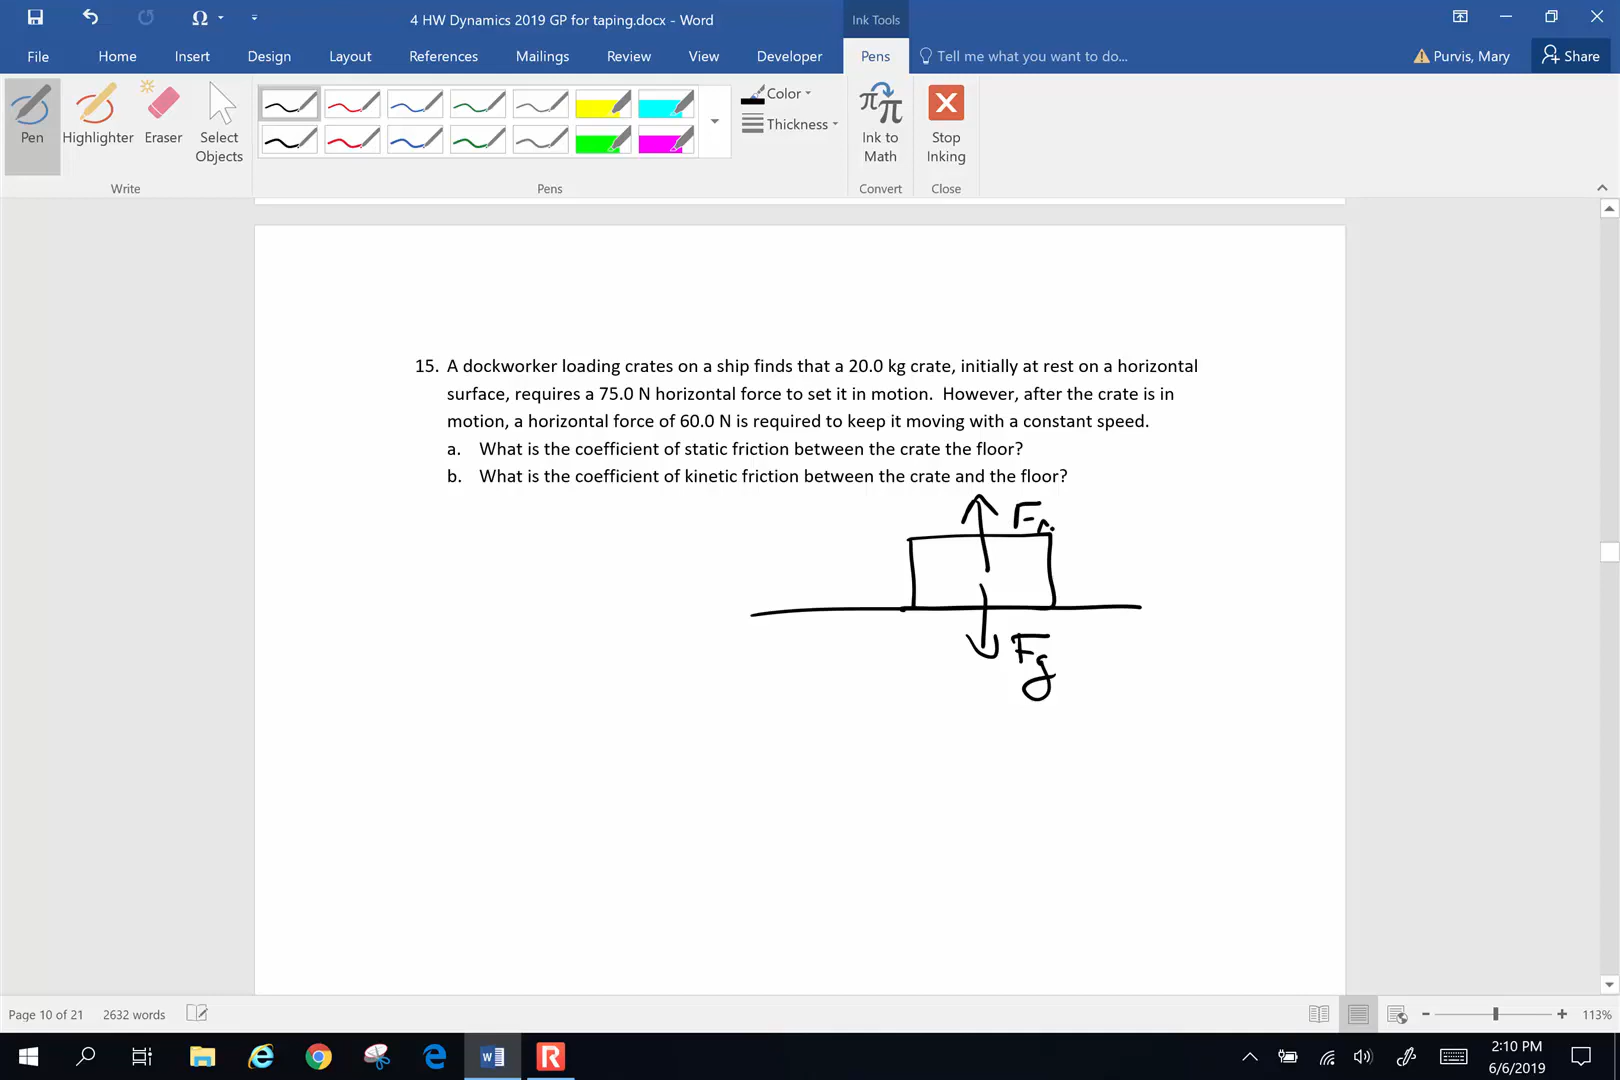 4 HW Dynamics 2019 GP for taping.docx - Word
Ink Tools
File Home Insert Design Layout References Mailings Review View Developer Pens Tell me what you want to do... Purvis, Mary Share
Pen Highlighter Eraser Select Objects
Color
Thickness
Ink to Math
Stop Inking
Write Pens Convert Close
15. A dockworker loading crates on a ship finds that a 20.0 kg crate, initially at rest on a horizontal
surface, requires a 75.0 N horizontal force to set it in motion. However, after the crate is in
motion, a horizontal force of 60.0 N is required to keep it moving with a constant speed.
a. What is the coefficient of static friction between the crate the floor?
b. What is the coefficient of kinetic friction between the crate and the floor?
Fn
Fg
Page 10 of 21 2632 words 113%
2:10 PM
6/6/2019